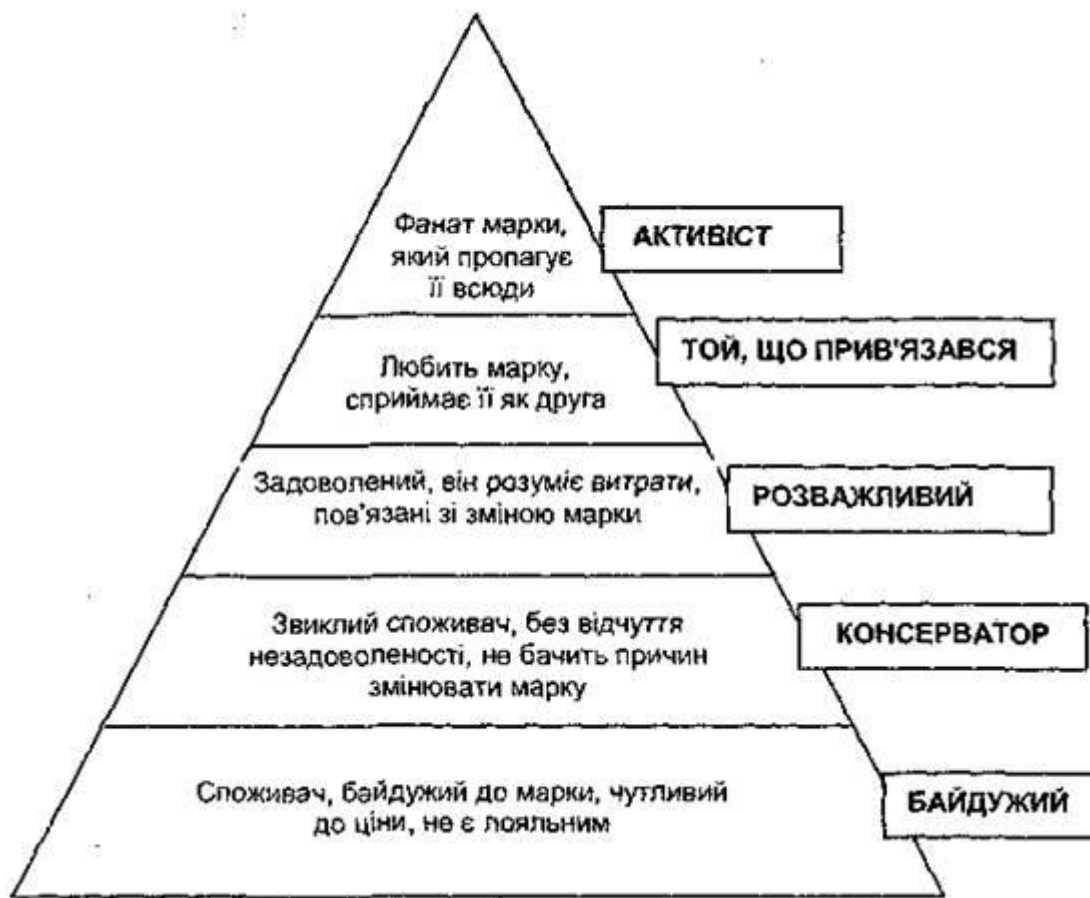 Фанат марки,
який пропагує
її всюди
АКТИВІСТ
Любить марку,
сприймає її як друга
ТОЙ, ЩО ПРИВ'ЯЗАВСЯ
Задоволений, він розуміє витрати,
пов'язані зі зміною марки
РОЗВАЖЛИВИЙ
Звиклий споживач, без відчуття
незадоволеності, не бачить причин
змінювати марку
КОНСЕРВАТОР
Споживач, байдужий до марки, чутливий
до ціни, не є лояльним
БАЙДУЖИЙ